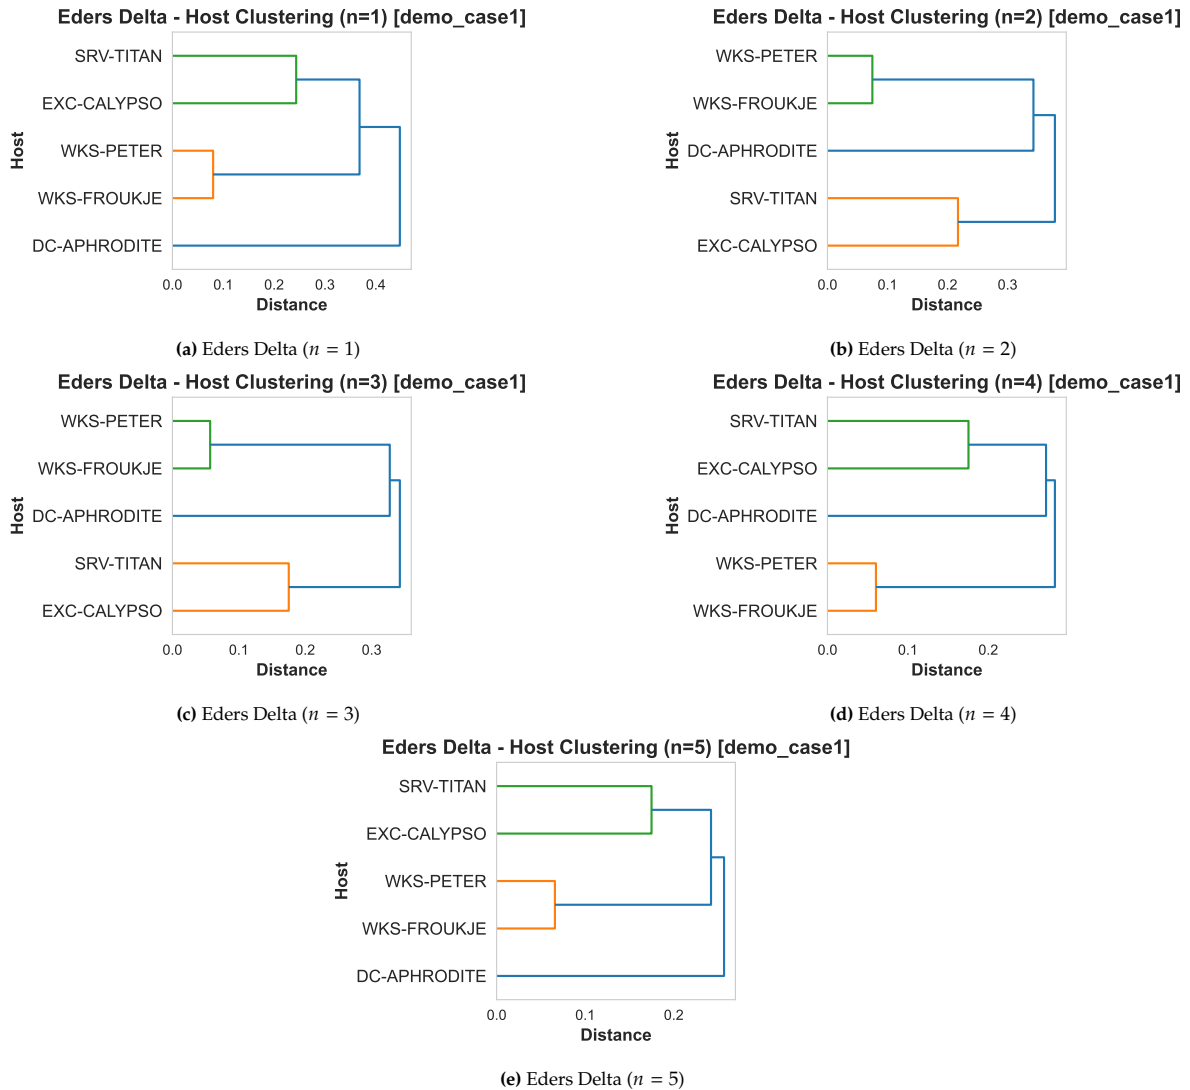 Eders Delta - Host Clustering (n=1) [demo_case1]
SRV-TITAN
EXC-CALYPSO
WKS-PETER
WKS-FROUKJE
DC-APHRODITE
Host
0.0 0.1 0.2 0.3 0.4
Distance
(a) Eders Delta (n = 1)
Eders Delta - Host Clustering (n=2) [demo_case1]
WKS-PETER
WKS-FROUKJE
DC-APHRODITE
SRV-TITAN
EXC-CALYPSO
Host
0.0 0.1 0.2 0.3
Distance
(b) Eders Delta (n = 2)
Eders Delta - Host Clustering (n=3) [demo_case1]
WKS-PETER
WKS-FROUKJE
DC-APHRODITE
SRV-TITAN
EXC-CALYPSO
Host
0.0 0.1 0.2 0.3
Distance
(c) Eders Delta (n = 3)
Eders Delta - Host Clustering (n=4) [demo_case1]
SRV-TITAN
EXC-CALYPSO
DC-APHRODITE
WKS-PETER
WKS-FROUKJE
Host
0.0 0.1 0.2
Distance
(d) Eders Delta (n = 4)
Eders Delta - Host Clustering (n=5) [demo_case1]
SRV-TITAN
EXC-CALYPSO
WKS-PETER
WKS-FROUKJE
DC-APHRODITE
Host
0.0 0.1 0.2
Distance
(e) Eders Delta (n = 5)